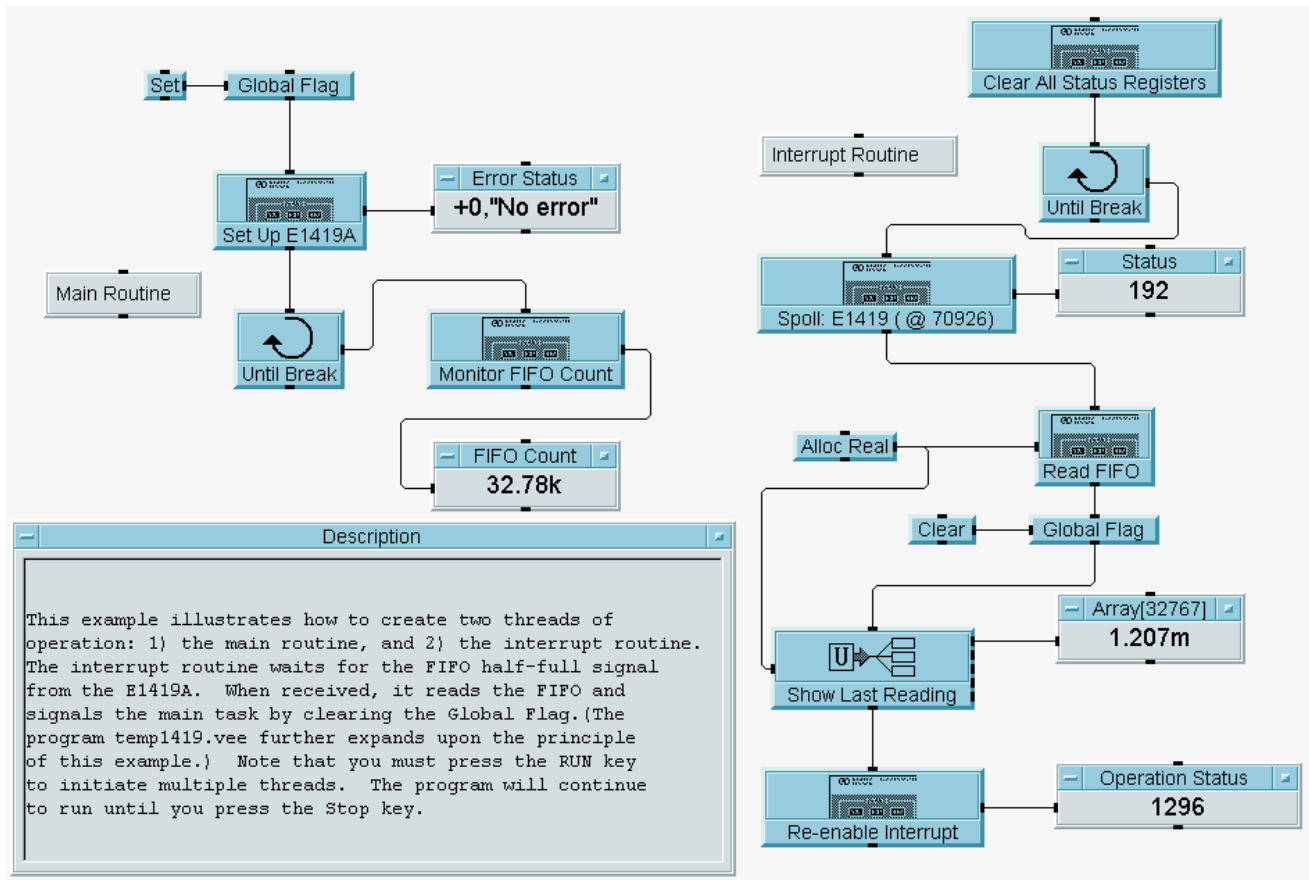 Set
Global Flag
Set Up E1419A
Error Status
+0,"No error"
Main Routine
Until Break
Monitor FIFO Count
FIFO Count
32.78k
Description
This example illustrates how to create two threads of
operation: 1) the main routine, and 2) the interrupt routine.
The interrupt routine waits for the FIFO half-full signal
from the E1419A.  When received, it reads the FIFO and
signals the main task by clearing the Global Flag.(The
program temp1419.vee further expands upon the principle
of this example.)  Note that you must press the RUN key
to initiate multiple threads.  The program will continue
to run until you press the Stop key.
Clear All Status Registers
Interrupt Routine
Until Break
Spoll: E1419 ( @ 70926)
Status
192
Alloc Real
Read FIFO
Clear
Global Flag
Array[32767]
1.207m
U
Show Last Reading
Re-enable Interrupt
Operation Status
1296